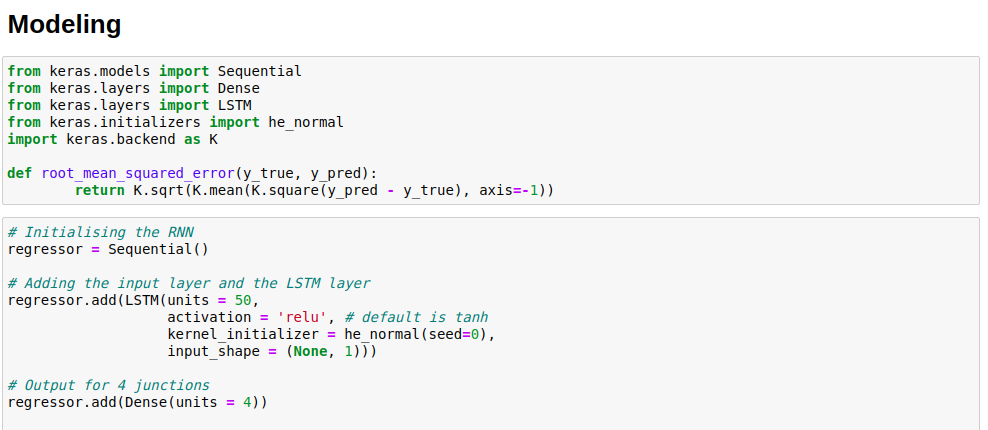 Modeling
from keras.models import Sequential
from keras.layers import Dense
from keras.layers import LSTM
from keras.initializers import he_normal
import keras.backend as K
def root_mean_squared_error(y_true, y_pred):
        return K.sqrt(K.mean(K.square(y_pred - y_true), axis=-1))
# Initialising the RNN
regressor = Sequential()
# Adding the input layer and the LSTM layer
regressor.add(LSTM(units = 50,
                   activation = 'relu', # default is tanh
                   kernel_initializer = he_normal(seed=0),
                   input_shape = (None, 1)))
# Output for 4 junctions
regressor.add(Dense(units = 4))